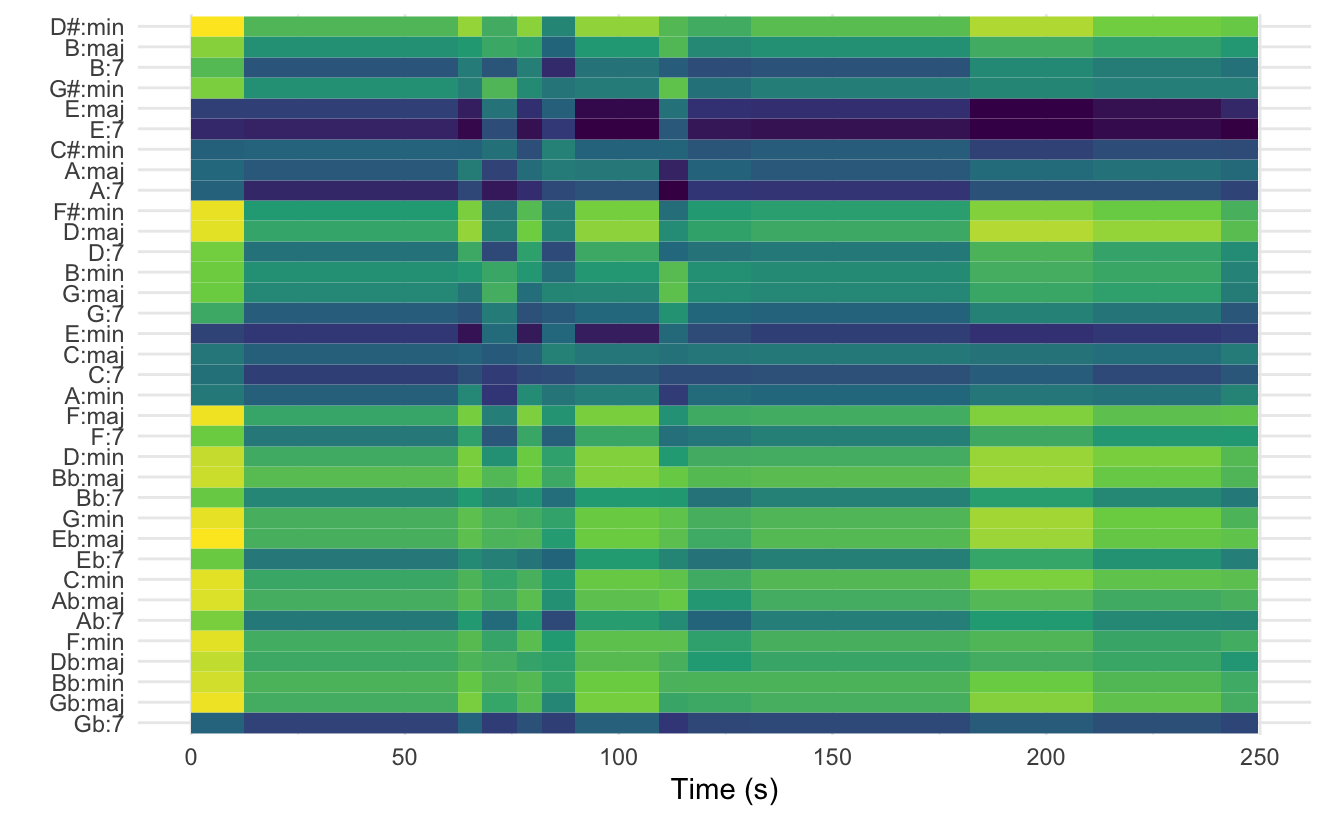 D#:min
B:maj
B:7
G#:min
E:maj
E:7
C#:min
A:maj
A:7
F#:min
D:maj
D:7
B:min
G:maj
G:7
E:min
C:maj
C:7
A:min
F:maj
F:7
D:min
Bb:maj
Bb:7
G:min
Eb:maj
Eb:7
C:min
Ab:maj
Ab:7
F:min
Db:maj
Bb:min
Gb:maj
Gb:7
0 50 100 150 200 250
Time (s)